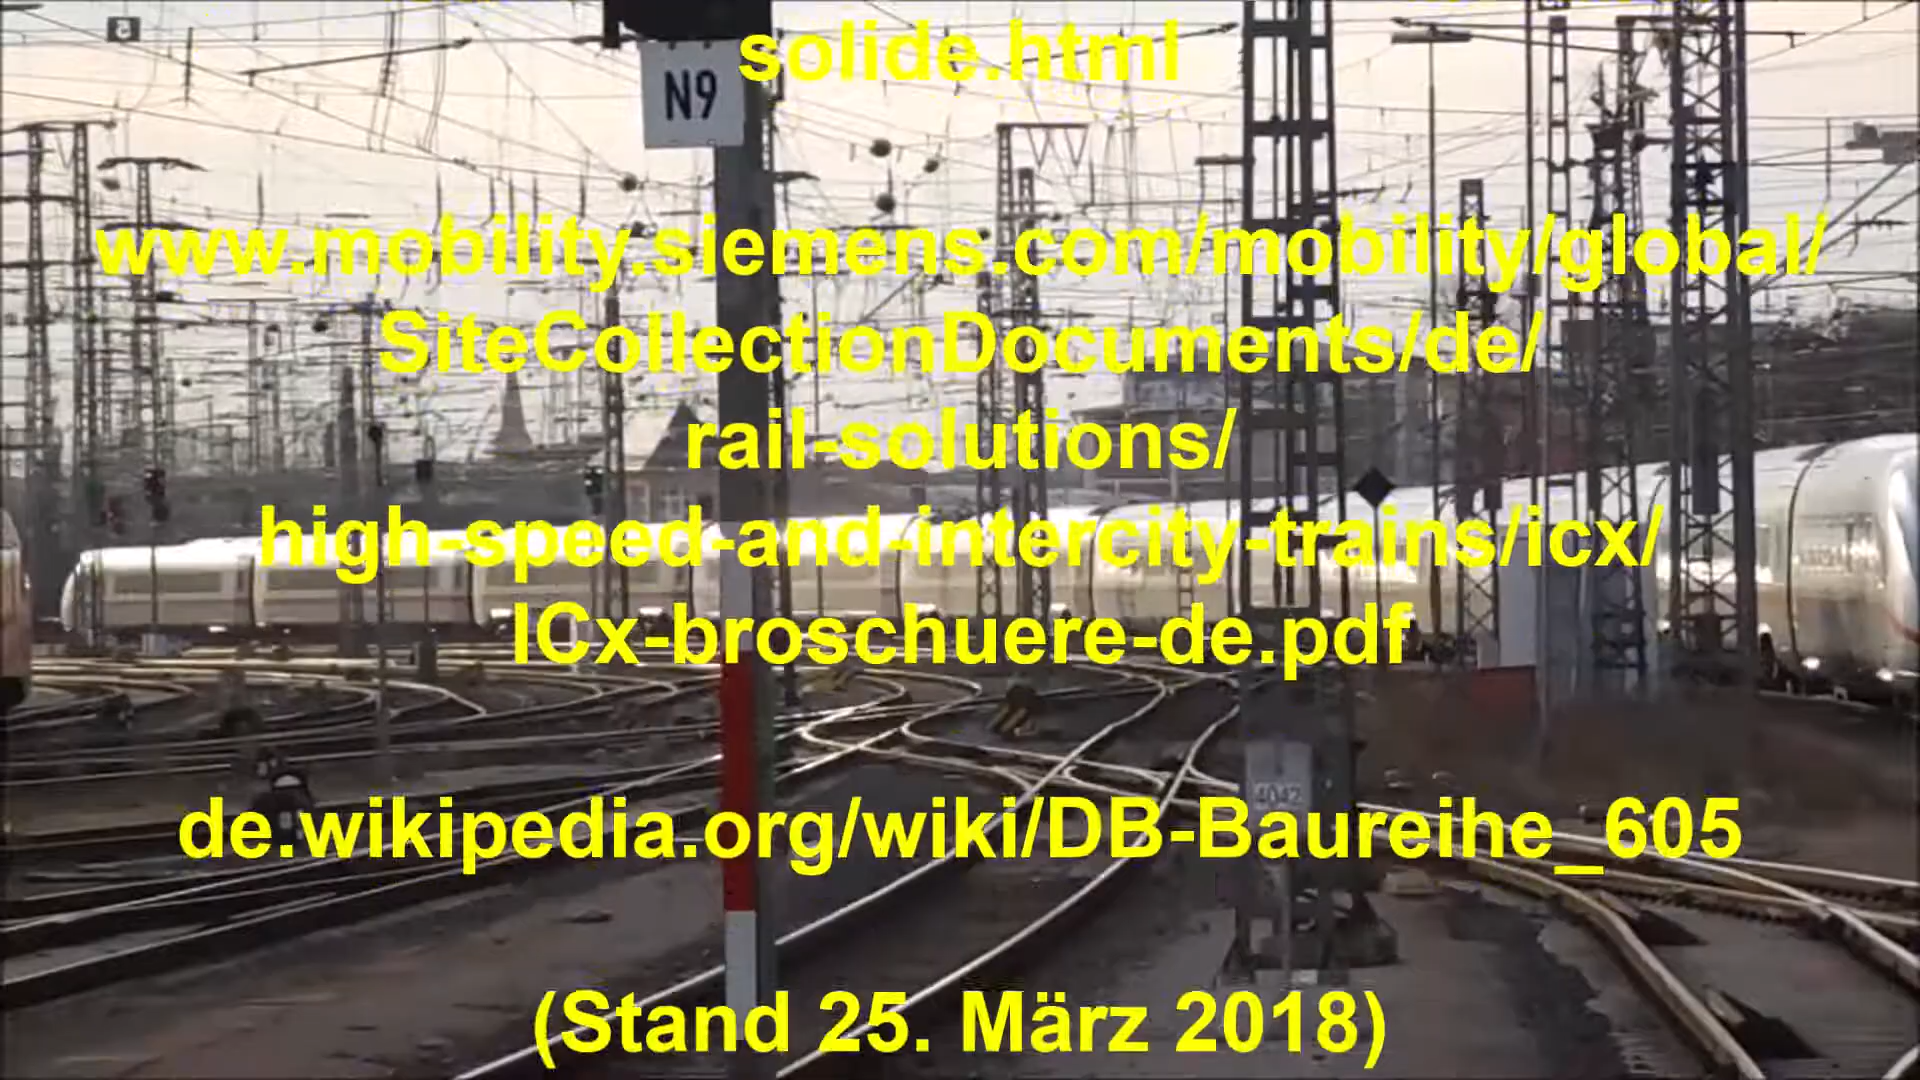 solide.html
N9
www.mobility.siemens.com/mobility/global/
SiteCollectionDocuments/de/
rail-solutions/
high-speed-and-intercity-trains/icx/
ICx-broschuere-de.pdf
4042
de.wikipedia.org/wiki/DB-Baureihe_605
(Stand 25. März 2018)